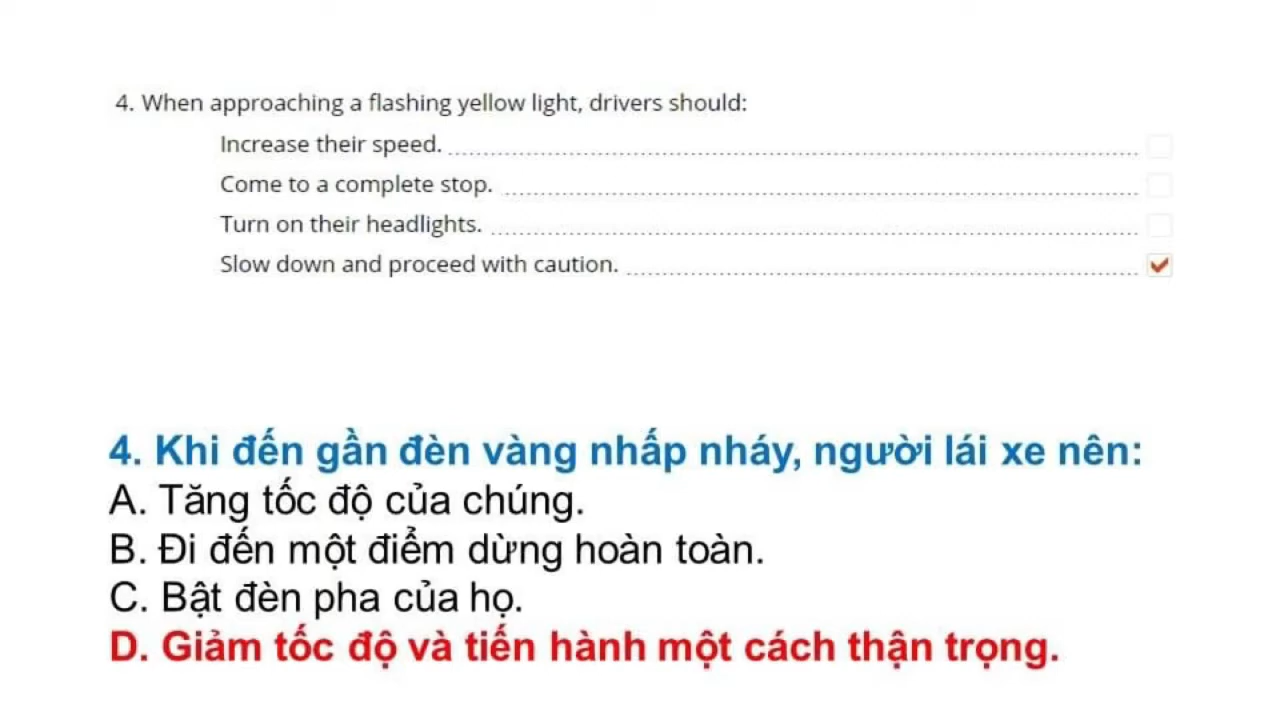 4. When approaching a flashing yellow light, drivers should:
Increase their speed.
Come to a complete stop.
Turn on their headlights.
Slow down and proceed with caution.
4. Khi đến gần đèn vàng nhấp nháy, người lái xe nên:
A. Tăng tốc độ của chúng.
B. Đi đến một điểm dừng hoàn toàn.
C. Bật đèn pha của họ.
D. Giảm tốc độ và tiến hành một cách thận trọng.